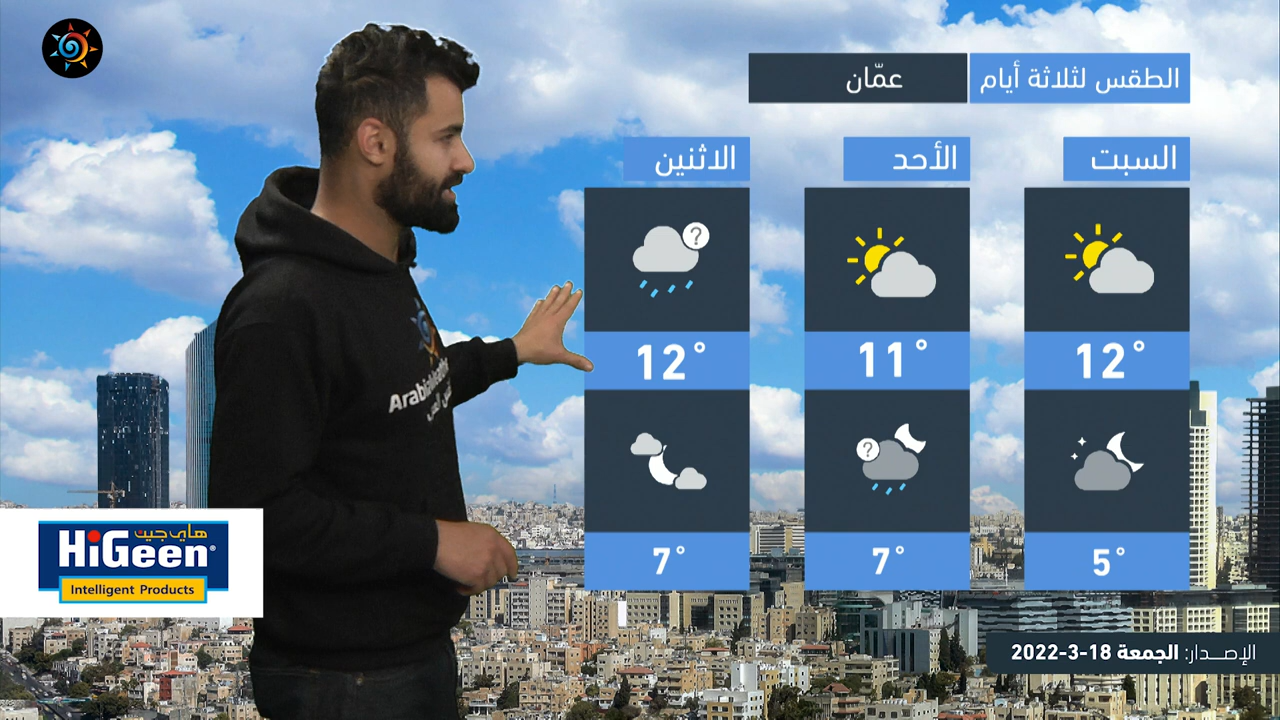 الطقس لثلاثة أيام
عمّان
السبت
الأحد
الاثنين
?
12°
11°
12°
?
5°
7°
7°
هاي جين
HiGeen®
Intelligent Products
الإصدار: الجمعة 18-3-2022